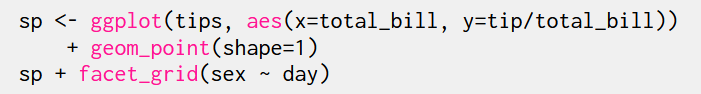 sp <- ggplot(tips, aes(x=total_bill, y=tip/total_bill))
    + geom_point(shape=1)
sp + facet_grid(sex ~ day)